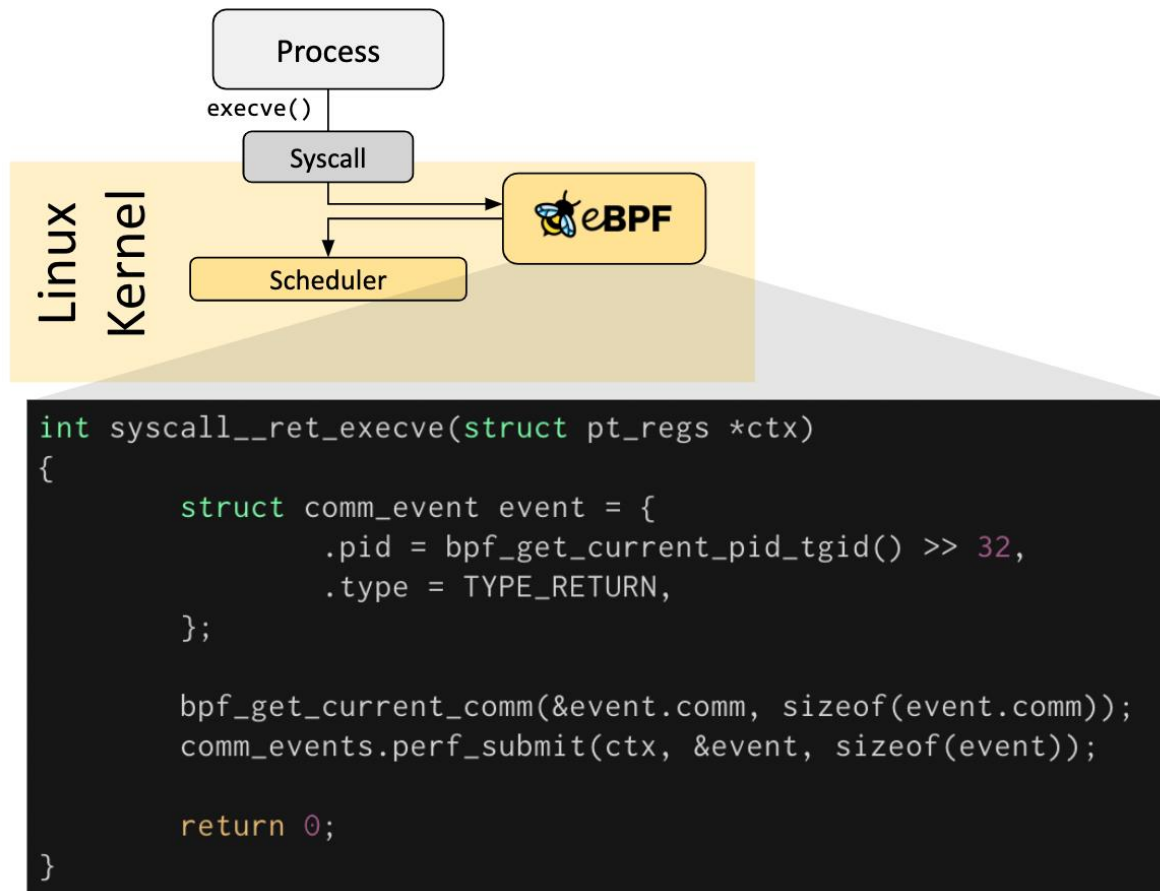 Process
execve()
Syscall
Linux
Kernel
eBPF
Scheduler
int syscall__ret_execve(struct pt_regs *ctx)
{
        struct comm_event event = {
                .pid = bpf_get_current_pid_tgid() >> 32,
                .type = TYPE_RETURN,
        };

        bpf_get_current_comm(&event.comm, sizeof(event.comm));
        comm_events.perf_submit(ctx, &event, sizeof(event));

        return 0;
}